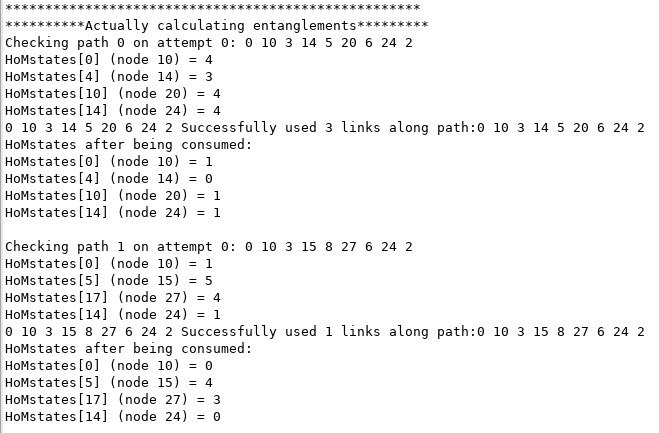 ****************************************************
**********Actually calculating entanglements*********
Checking path 0 on attempt 0: 0 10 3 14 5 20 6 24 2
HoMstates[0] (node 10) = 4
HoMstates[4] (node 14) = 3
HoMstates[10] (node 20) = 4
HoMstates[14] (node 24) = 4
0 10 3 14 5 20 6 24 2 Successfully used 3 links along path:0 10 3 14 5 20 6 24 2
HoMstates after being consumed:
HoMstates[0] (node 10) = 1
HoMstates[4] (node 14) = 0
HoMstates[10] (node 20) = 1
HoMstates[14] (node 24) = 1

Checking path 1 on attempt 0: 0 10 3 15 8 27 6 24 2
HoMstates[0] (node 10) = 1
HoMstates[5] (node 15) = 5
HoMstates[17] (node 27) = 4
HoMstates[14] (node 24) = 1
0 10 3 15 8 27 6 24 2 Successfully used 1 links along path:0 10 3 15 8 27 6 24 2
HoMstates after being consumed:
HoMstates[0] (node 10) = 0
HoMstates[5] (node 15) = 4
HoMstates[17] (node 27) = 3
HoMstates[14] (node 24) = 0